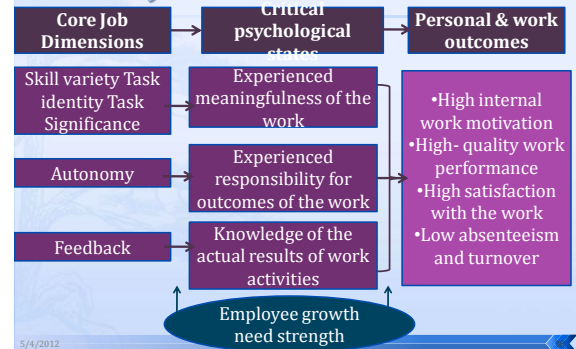 Core Job
Dimensions
Critical
psychological
states
Personal & work
outcomes
Skill variety Task
identity Task
Significance
Experienced
meaningfulness of the
work
•High internal
work motivation
•High- quality work
performance
•High satisfaction
with the work
•Low absenteeism
and turnover
Autonomy
Experienced
responsibility for
outcomes of the work
Feedback
Knowledge of the
actual results of work
activities
Employee growth
need strength
5/4/2012